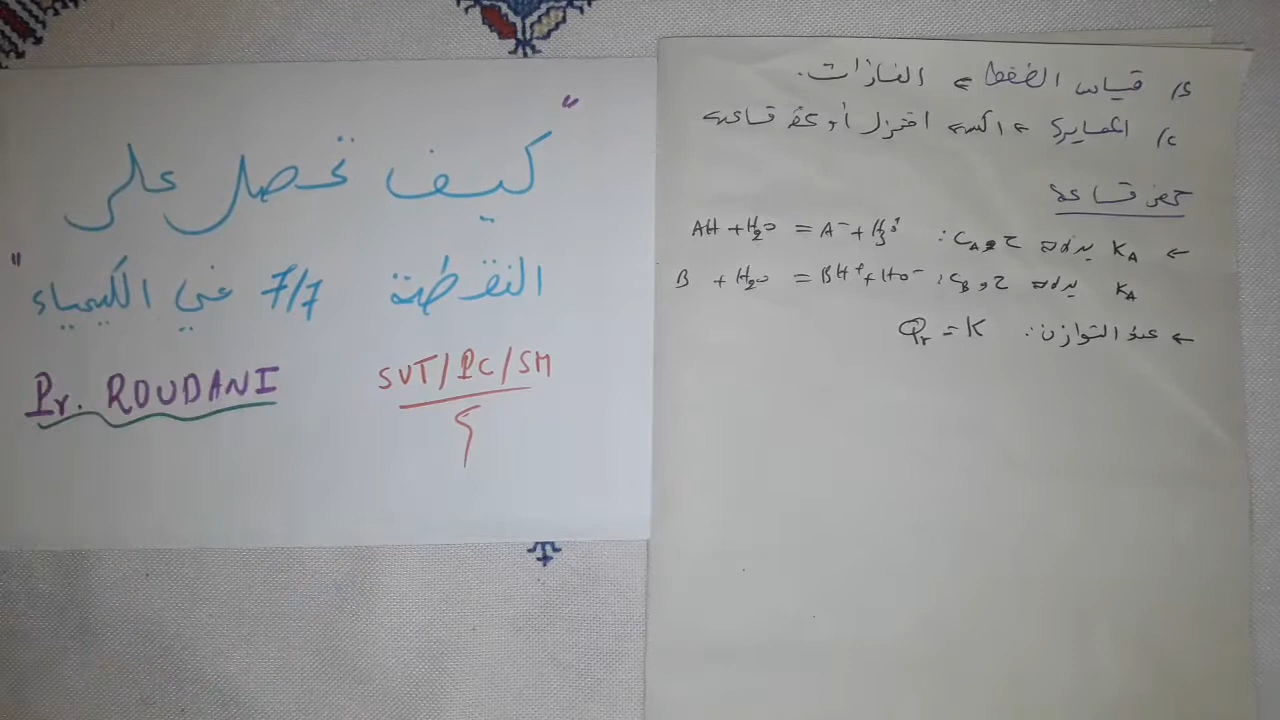 "كيف تحصل على
النقطة 7/7 في الكيمياء"
Pr. ROUDANI
SVT/PC/SM
؟
قياس الضغط ← الغازات.
المعايرة ← أكسدة اختزال أو حمض قاعدة
حمض قاعدة
← KA بدلالة τ و CA : AH + H2O = A- + H3O+
KA بدلالة τ و CB : B + H2O = BH+ + HO-
← عند التوازن: Qr = K